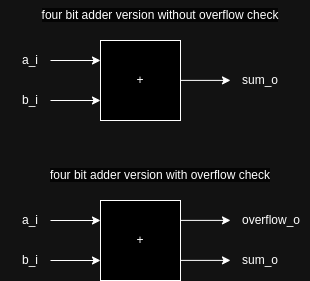 four bit adder version without overflow check
a_i
+
b_i
sum_o
four bit adder version with overflow check
a_i
overflow_o
+
b_i
sum_o